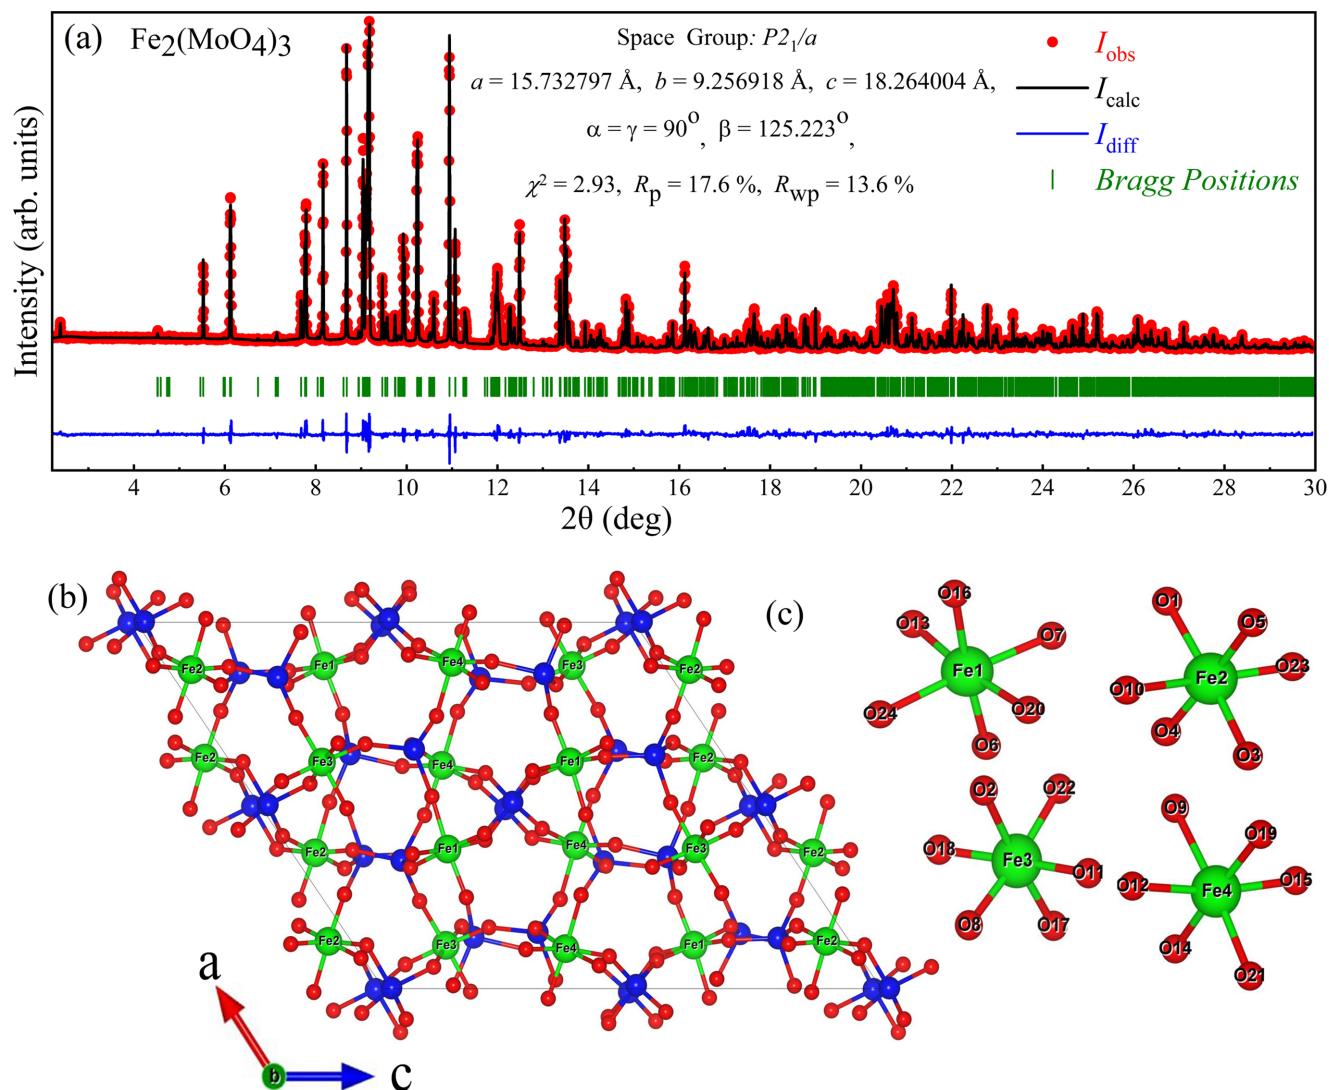 (a) Fe2(MoO4)3
Space Group: P21/a
a = 15.732797 Å, b = 9.256918 Å, c = 18.264004 Å,
α = γ = 90o, β = 125.223o,
χ2 = 2.93, Rp = 17.6 %, Rwp = 13.6 %
Iobs
Icalc
Idiff
Bragg Positions
Intensity (arb. units)
4 6 8 10 12 14 16 18 20 22 24 26 28 30
2θ (deg)
(b)
Fe2 Fe1 Fe4 Fe3 Fe2
Fe2 Fe3 Fe4 Fe1 Fe2
Fe2 Fe1 Fe4 Fe3 Fe2
Fe2 Fe3 Fe4 Fe1 Fe2
a
b
c
(c)
O16
O13
O7
Fe1
O24
O20
O6
O1
O5
O23
Fe2
O10
O4
O3
O2
O22
O18
Fe3
O11
O8
O17
O9
O19
O12
Fe4
O15
O14
O21